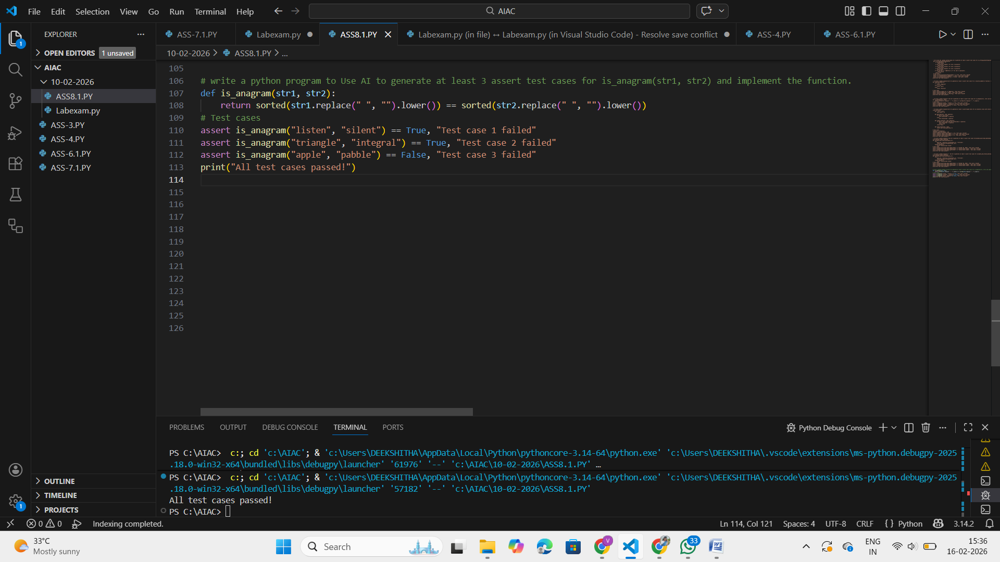 File Edit Selection View Go Run Terminal Help
AIAC
EXPLORER
OPEN EDITORS 1 unsaved
AIAC
10-02-2026
ASS8.1.PY
Labexam.py
ASS-3.PY
ASS-4.PY
ASS-6.1.PY
ASS-7.1.PY
OUTLINE
TIMELINE
PROJECTS
1
1
ASS-7.1.PY Labexam.py ASS8.1.PY Labexam.py (in file) ↔ Labexam.py (in Visual Studio Code) - Resolve save conflict ASS-4.PY ASS-6.1.PY
10-02-2026 > ASS8.1.PY > ...
105
106 # write a python program to Use AI to generate at least 3 assert test cases for is_anagram(str1, str2) and implement the function.
107 def is_anagram(str1, str2):
108     return sorted(str1.replace(" ", "").lower()) == sorted(str2.replace(" ", "").lower())
109 # Test cases
110 assert is_anagram("listen", "silent") == True, "Test case 1 failed"
111 assert is_anagram("triangle", "integral") == True, "Test case 2 failed"
112 assert is_anagram("apple", "pabble") == False, "Test case 3 failed"
113 print("All test cases passed!")
114
115
116
117
118
119
120
121
122
123
124
125
126
PROBLEMS OUTPUT DEBUG CONSOLE TERMINAL PORTS
Python Debug Console
PS C:\AIAC>  c:; cd 'c:\AIAC'; & 'c:\Users\DEEKSHITHA\AppData\Local\Python\pythoncore-3.14-64\python.exe' 'c:\Users\DEEKSHITHA\.vscode\extensions\ms-python.debugpy-2025
.18.0-win32-x64\bundled\libs\debugpy\launcher' '61976' '--' 'c:\AIAC\10-02-2026\ASS8.1.PY' …
PS C:\AIAC>  c:; cd 'c:\AIAC'; & 'c:\Users\DEEKSHITHA\AppData\Local\Python\pythoncore-3.14-64\python.exe' 'c:\Users\DEEKSHITHA\.vscode\extensions\ms-python.debugpy-2025
.18.0-win32-x64\bundled\libs\debugpy\launcher' '57182' '--' 'c:\AIAC\10-02-2026\ASS8.1.PY'
All test cases passed!
PS C:\AIAC>
0 0 Indexing completed. Ln 114, Col 121 Spaces: 4 UTF-8 CRLF {} Python 3.14.2
33°C
Mostly sunny
Search
V
33
ENG
IN
15:36
16-02-2026